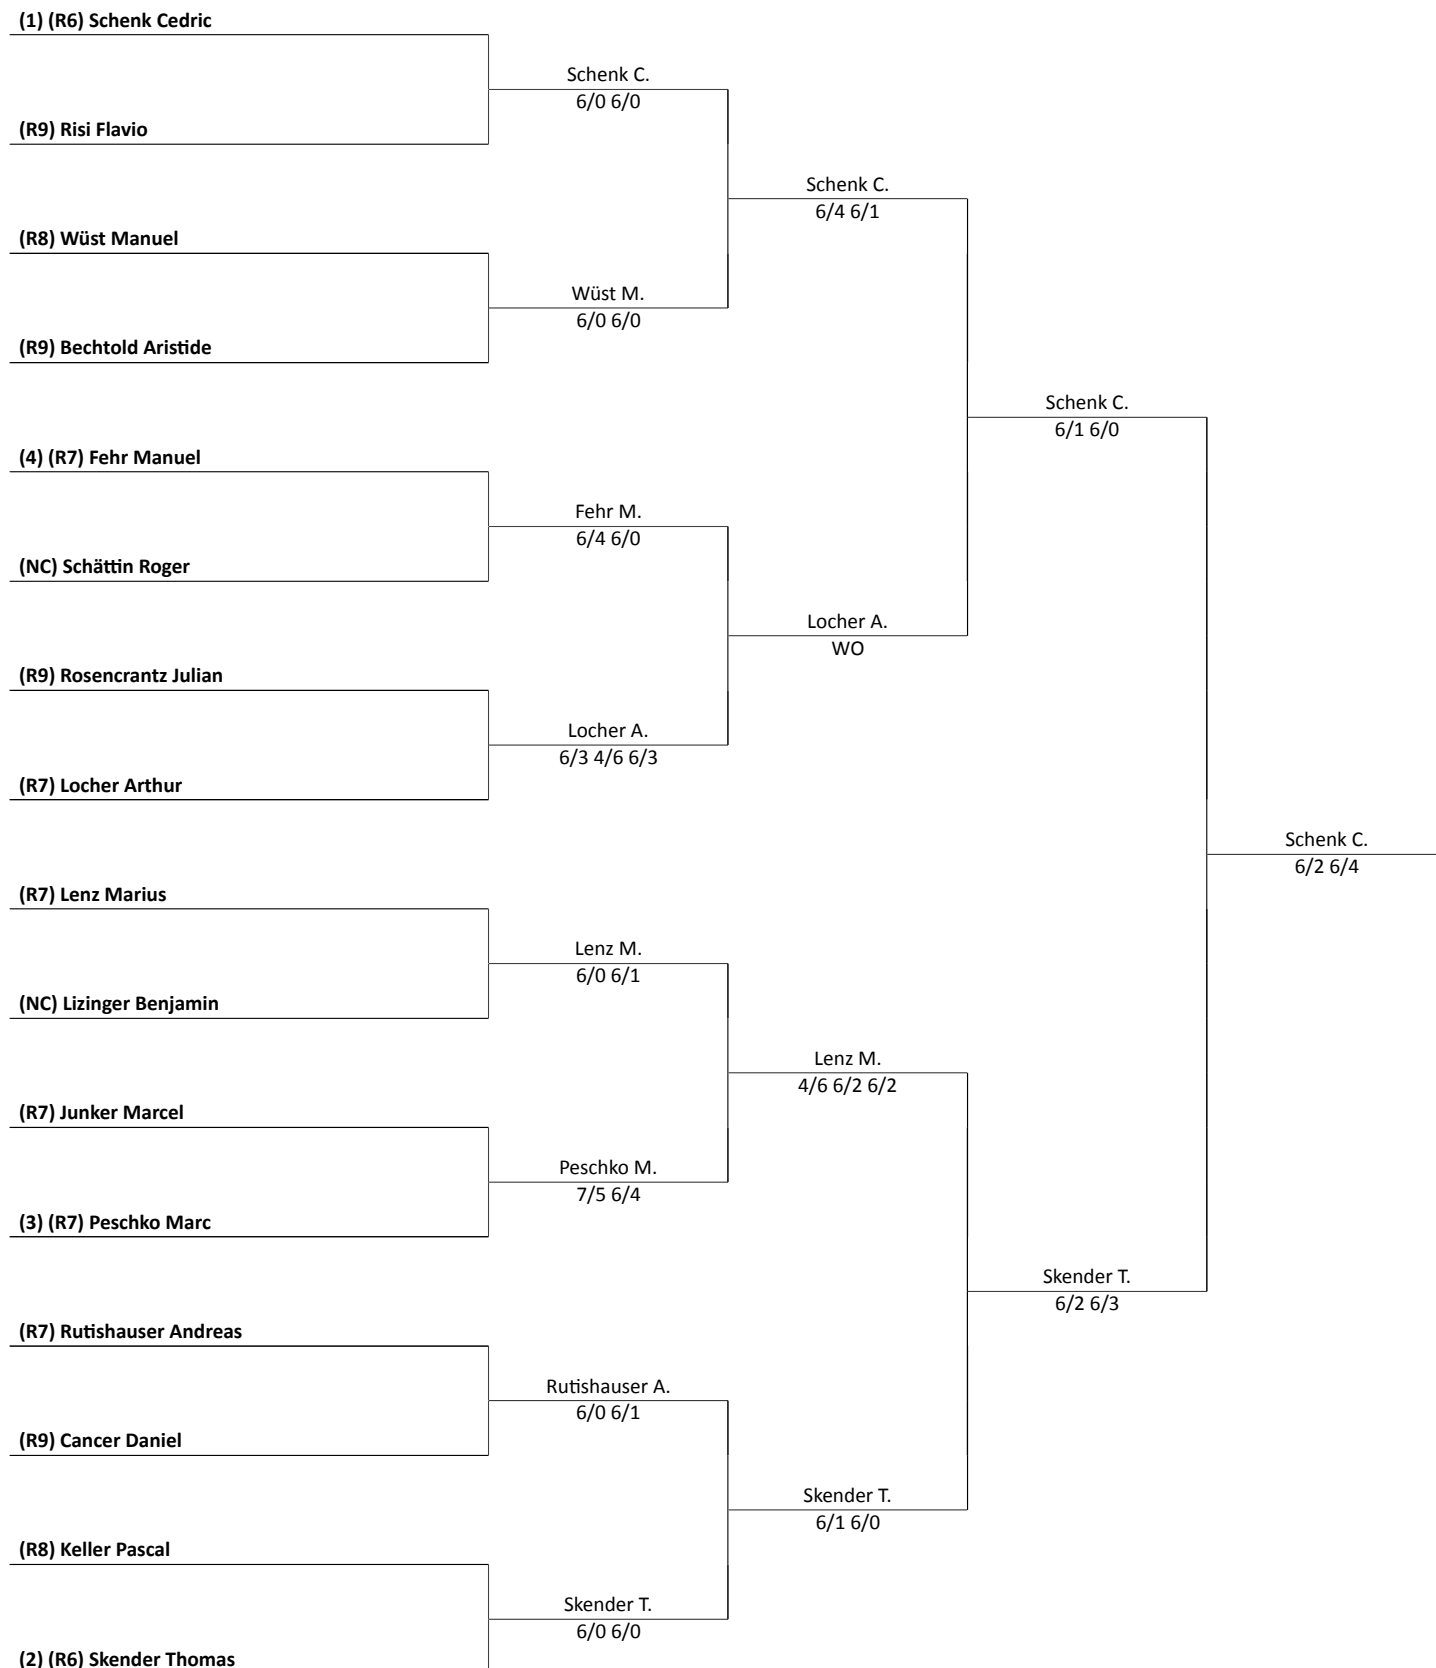 (1) (R6) Schenk Cedric
Schenk C.
6/0 6/0
(R9) Risi Flavio
Schenk C.
6/4 6/1
(R8) Wüst Manuel
Wüst M.
6/0 6/0
(R9) Bechtold Aristide
Schenk C.
6/1 6/0
(4) (R7) Fehr Manuel
Fehr M.
6/4 6/0
(NC) Schättin Roger
Locher A.
WO
(R9) Rosencrantz Julian
Locher A.
6/3 4/6 6/3
(R7) Locher Arthur
Schenk C.
6/2 6/4
(R7) Lenz Marius
Lenz M.
6/0 6/1
(NC) Lizinger Benjamin
Lenz M.
4/6 6/2 6/2
(R7) Junker Marcel
Peschko M.
7/5 6/4
(3) (R7) Peschko Marc
Skender T.
6/2 6/3
(R7) Rutishauser Andreas
Rutishauser A.
6/0 6/1
(R9) Cancer Daniel
Skender T.
6/1 6/0
(R8) Keller Pascal
Skender T.
6/0 6/0
(2) (R6) Skender Thomas